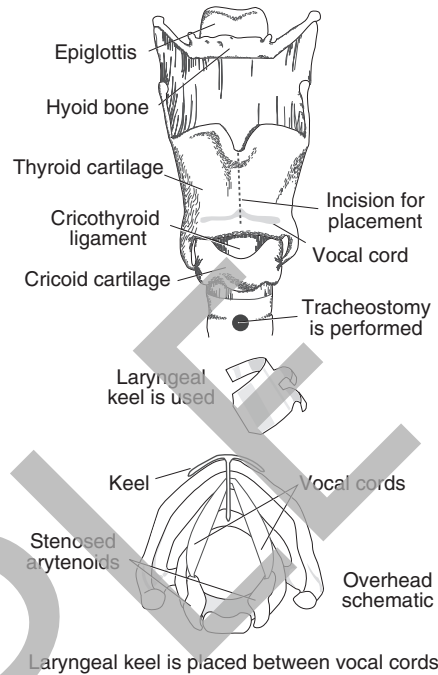 Epiglottis
Hyoid bone
Thyroid cartilage
Cricothyroid
ligament
Cricoid cartilage
Incision for
placement
Vocal cord
Tracheostomy
is performed
Laryngeal
keel is used
Keel
Vocal cords
Stenosed
arytenoids
Overhead
schematic
Laryngeal keel is placed between vocal cords